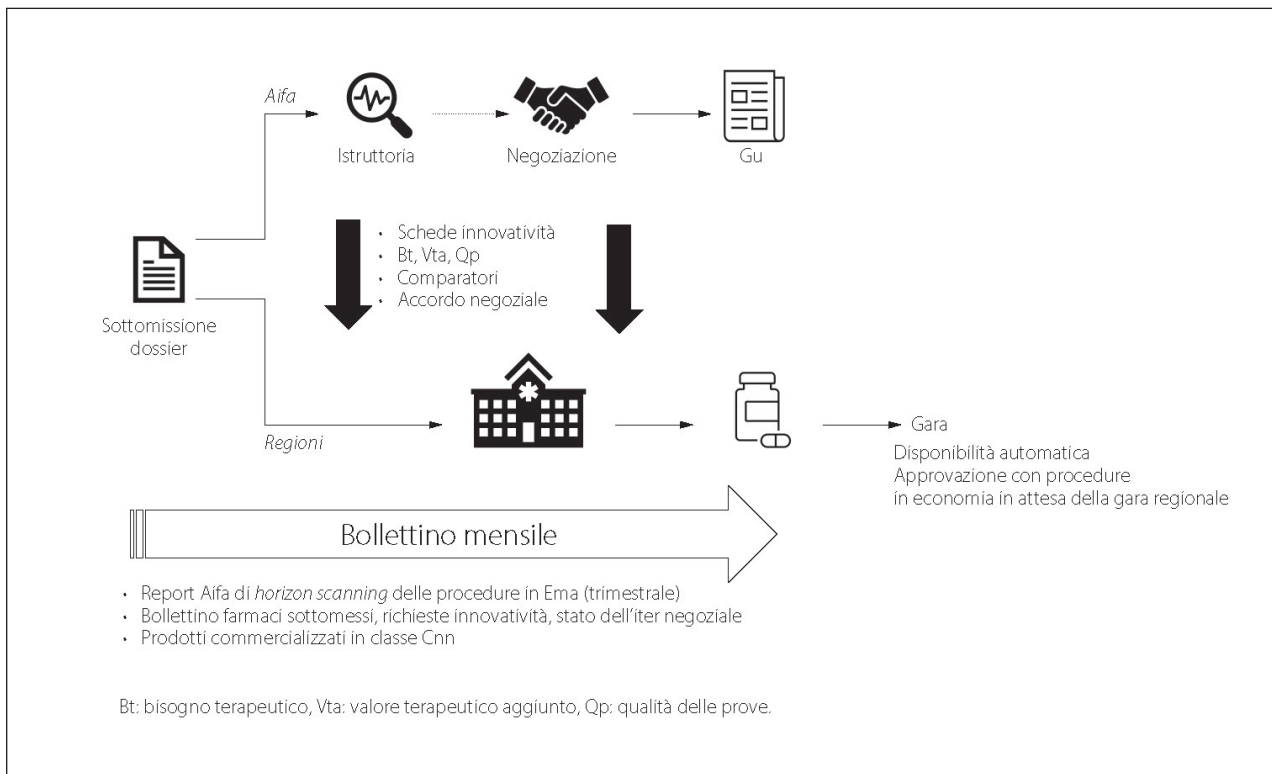 Aifa
Istruttoria
Negoziazione
Gu
• Schede innovatività
• Bt, Vta, Qp
• Comparatori
• Accordo negoziale
Sottomissione
dossier
Regioni
Gara
Disponibilità automatica
Approvazione con procedure
in economia in attesa della gara regionale
Bollettino mensile
• Report Aifa di horizon scanning delle procedure in Ema (trimestrale)
• Bollettino farmaci sottomessi, richieste innovatività, stato dell'iter negoziale
• Prodotti commercializzati in classe Cnn
Bt: bisogno terapeutico, Vta: valore terapeutico aggiunto, Qp: qualità delle prove.